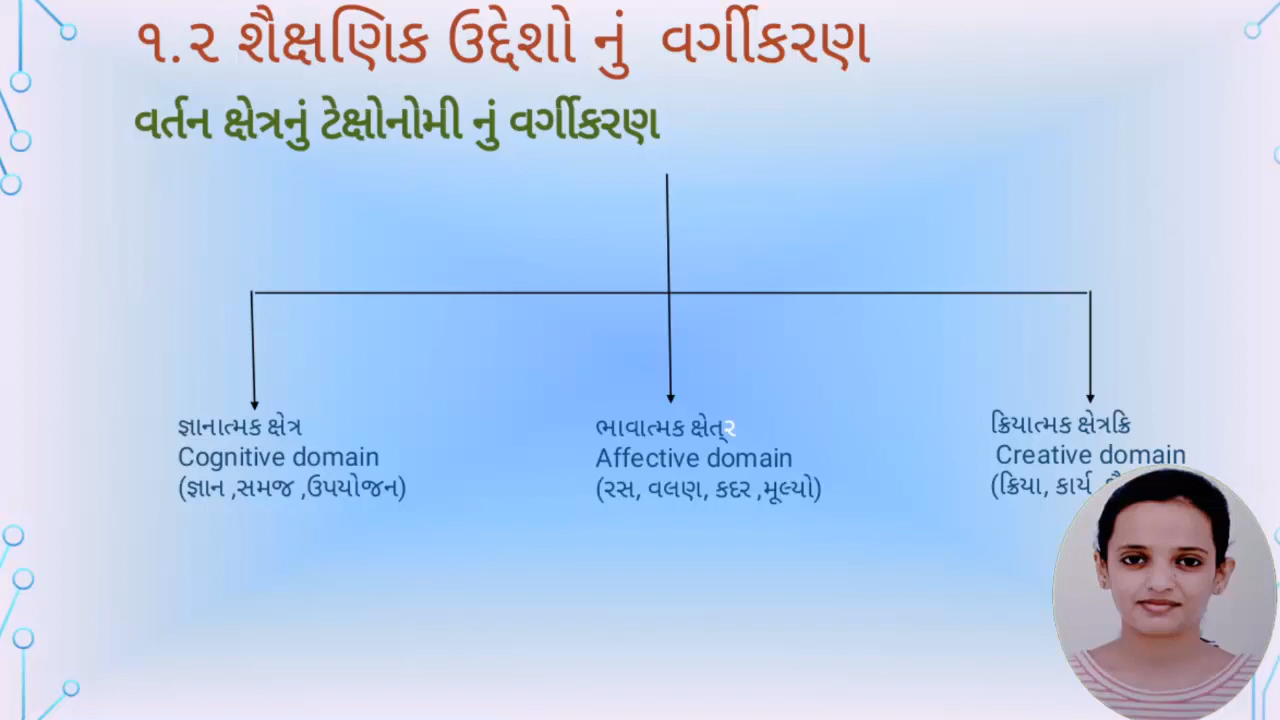 ૧.૨ શૈક્ષણિક ઉદ્દેશો નું વર્ગીકરણ
વર્તન ક્ષેત્રનું ટેક્ષોનોમી નું વર્ગીકરણ
જ્ઞાનાત્મક ક્ષેત્ર
Cognitive domain
(જ્ઞાન ,સમજ ,ઉપયોજન)
ભાવાત્મક ક્ષેત્ર
Affective domain
(રસ, વલણ, કદર ,મૂલ્યો)
ક્રિયાત્મક ક્ષેત્રક્રિ
Creative domain
(ક્રિયા, કાર્ય,